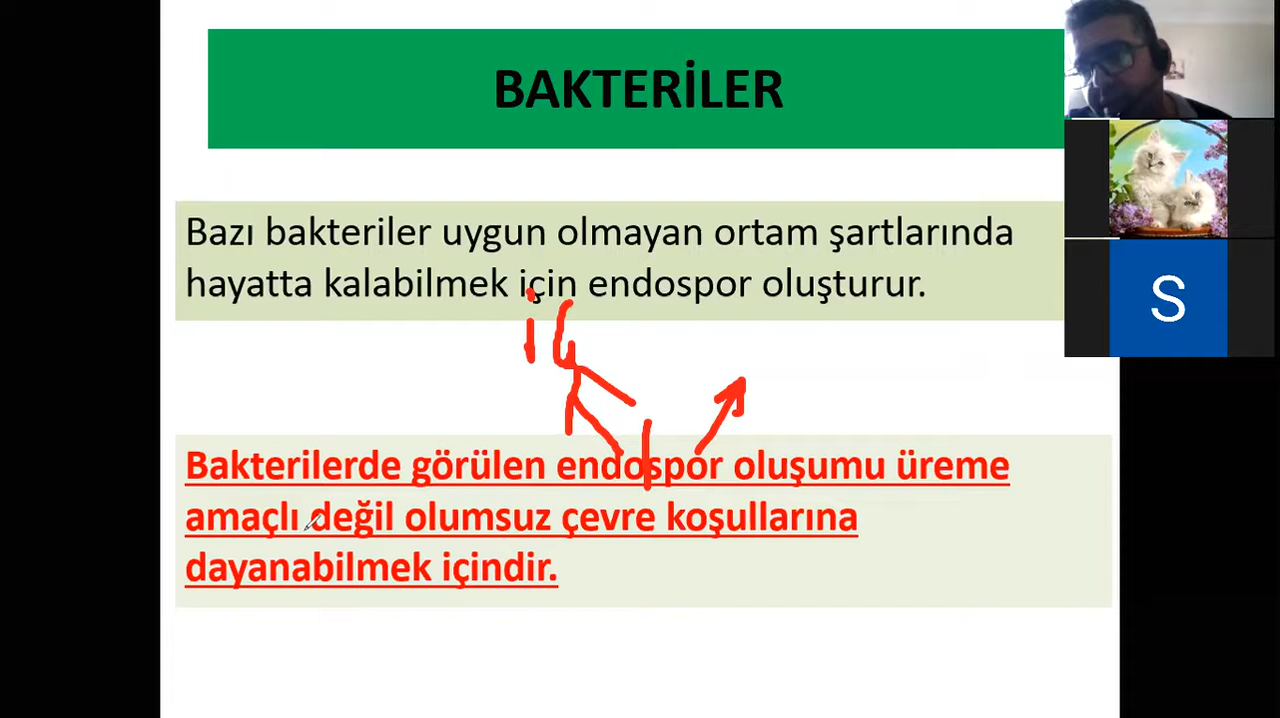 BAKTERİLER
Bazı bakteriler uygun olmayan ortam şartlarında
hayatta kalabilmek için endospor oluşturur.
iç
Bakterilerde görülen endospor oluşumu üreme
amaçlı değil olumsuz çevre koşullarına
dayanabilmek içindir.
S